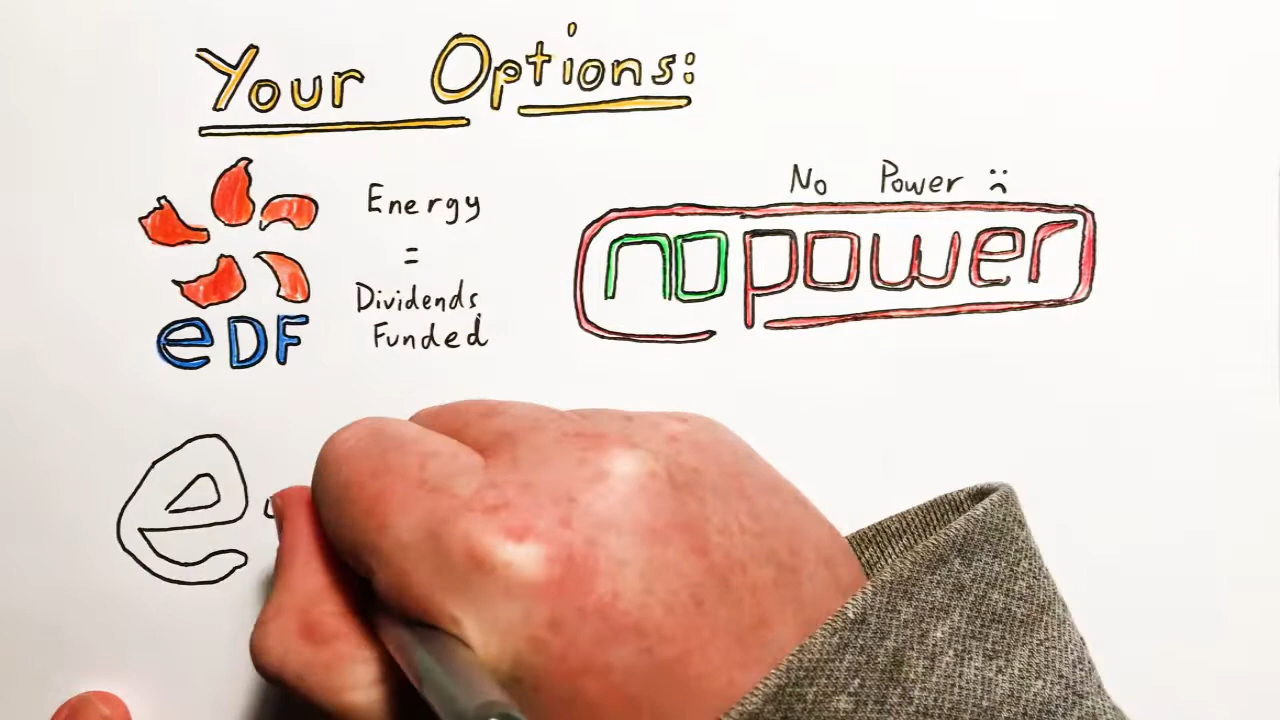 Your Options:
Energy
=
Dividends
Funded
eDF
No Power :(
nopower
e